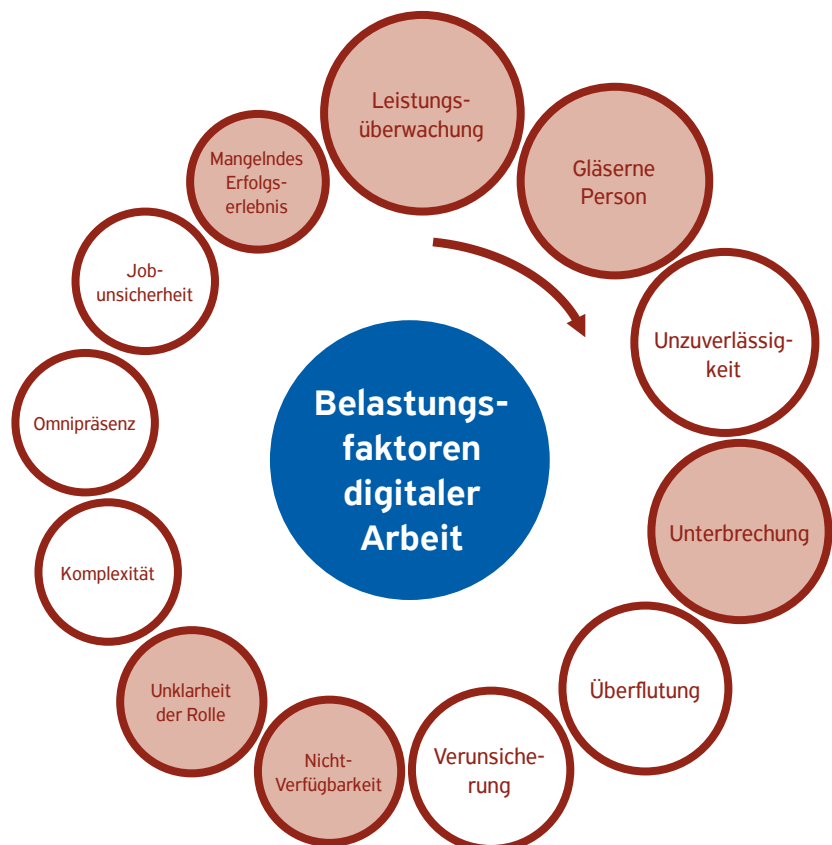 Leistungs-
überwachung
Gläserne
Person
Unzuverlässig-
keit
Unterbrechung
Überflutung
Verunsiche-
rung
Nicht-
Verfügbarkeit
Unklarheit
der Rolle
Komplexität
Omnipräsenz
Job-
unsicherheit
Mangelndes
Erfolgs-
erlebnis
Belastungs-
faktoren
digitaler
Arbeit